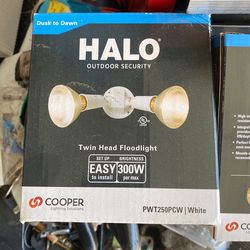 Dusk to Dawn
HALO®
OUTDOOR SECURITY
Twin Head Floodlight
SET UP
EASY
to install
BRIGHTNESS
300W
per max
COOPER
Lighting Solutions
PWT250PCW | White